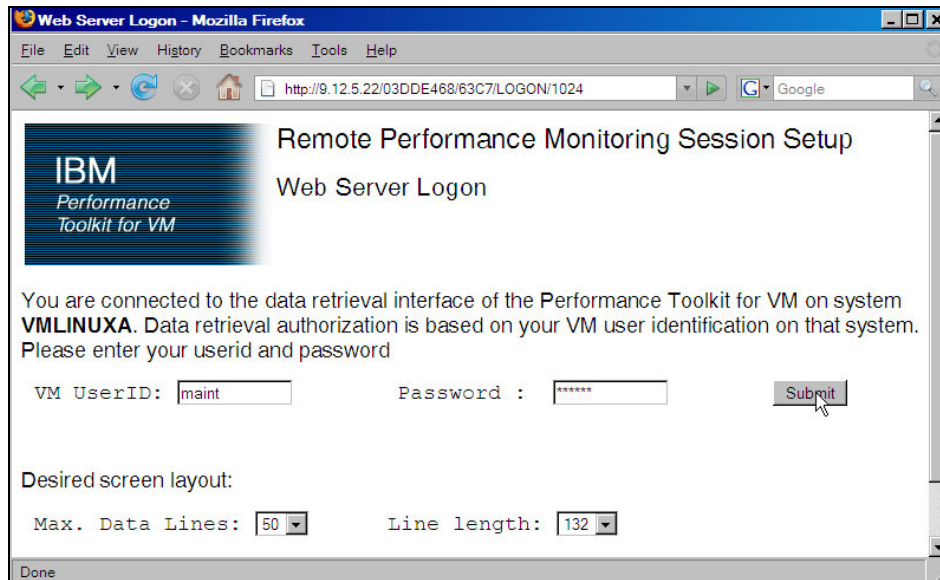 Web Server Logon - Mozilla Firefox
File Edit View History Bookmarks Tools Help
http://9.12.5.22/03DDE468/63C7/LOGON/1024
G Google
IBM
Performance
Toolkit for VM
Remote Performance Monitoring Session Setup
Web Server Logon
You are connected to the data retrieval interface of the Performance Toolkit for VM on system
VMLINUXA. Data retrieval authorization is based on your VM user identification on that system.
Please enter your userid and password
VM UserID: maint Password : ****** Submit
Desired screen layout:
Max. Data Lines: 50 Line length: 132
Done